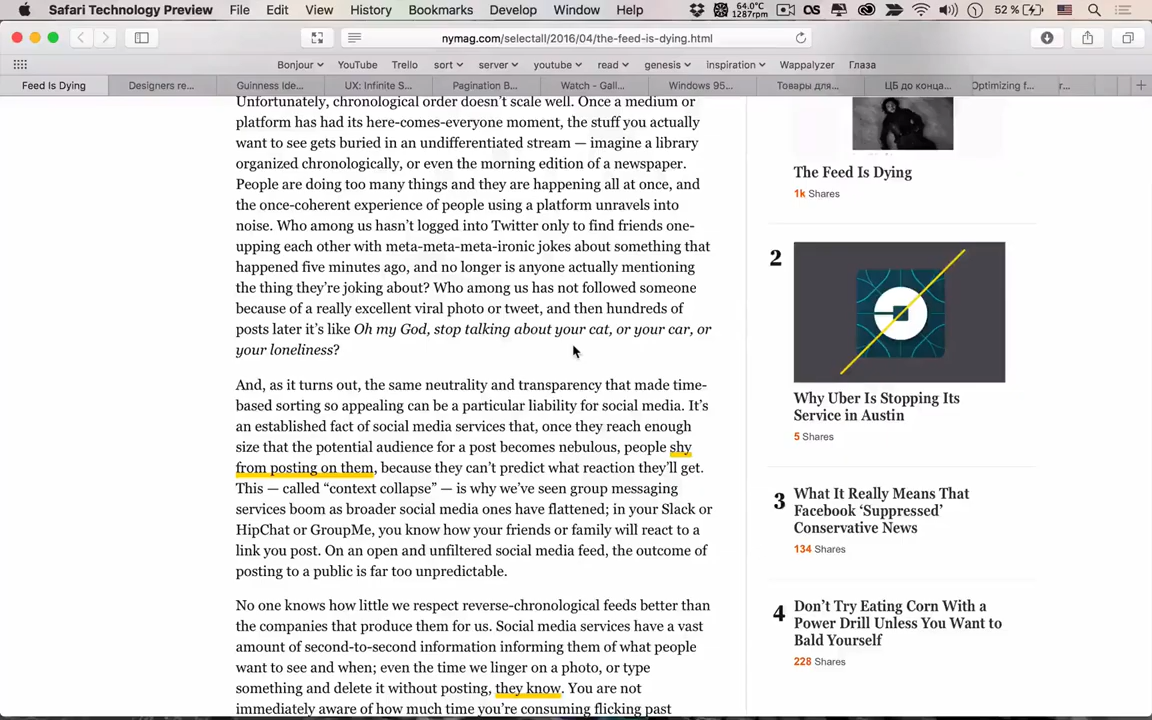 Safari Technology Preview File Edit View History Bookmarks Develop Window Help 64.0°C 1287rpm 52 %
nymag.com/selectall/2016/04/the-feed-is-dying.html
Bonjour YouTube Trello sort server youtube read genesis inspiration Wappalyzer Глаза
Feed Is Dying Designers re... Guinness Ide... UX: Infinite S... Pagination B... Watch - Gall... Windows 95... Товары для... ЦБ до конца... Optimizing f... r...
Unfortunately, chronological order doesn't scale well. Once a medium or
platform has had its here-comes-everyone moment, the stuff you actually
want to see gets buried in an undifferentiated stream — imagine a library
organized chronologically, or even the morning edition of a newspaper.
People are doing too many things and they are happening all at once, and
the once-coherent experience of people using a platform unravels into
noise. Who among us hasn't logged into Twitter only to find friends one-
upping each other with meta-meta-meta-ironic jokes about something that
happened five minutes ago, and no longer is anyone actually mentioning
the thing they're joking about? Who among us has not followed someone
because of a really excellent viral photo or tweet, and then hundreds of
posts later it's like Oh my God, stop talking about your cat, or your car, or
your loneliness?
And, as it turns out, the same neutrality and transparency that made time-
based sorting so appealing can be a particular liability for social media. It's
an established fact of social media services that, once they reach enough
size that the potential audience for a post becomes nebulous, people shy
from posting on them, because they can't predict what reaction they'll get.
This — called “context collapse” — is why we've seen group messaging
services boom as broader social media ones have flattened; in your Slack or
HipChat or GroupMe, you know how your friends or family will react to a
link you post. On an open and unfiltered social media feed, the outcome of
posting to a public is far too unpredictable.
No one knows how little we respect reverse-chronological feeds better than
the companies that produce them for us. Social media services have a vast
amount of second-to-second information informing them of what people
want to see and when; even the time we linger on a photo, or type
something and delete it without posting, they know. You are not
immediately aware of how much time you're consuming flicking past
The Feed Is Dying
1k Shares
2
Why Uber Is Stopping Its
Service in Austin
5 Shares
3
What It Really Means That
Facebook ‘Suppressed’
Conservative News
134 Shares
4
Don't Try Eating Corn With a
Power Drill Unless You Want to
Bald Yourself
228 Shares